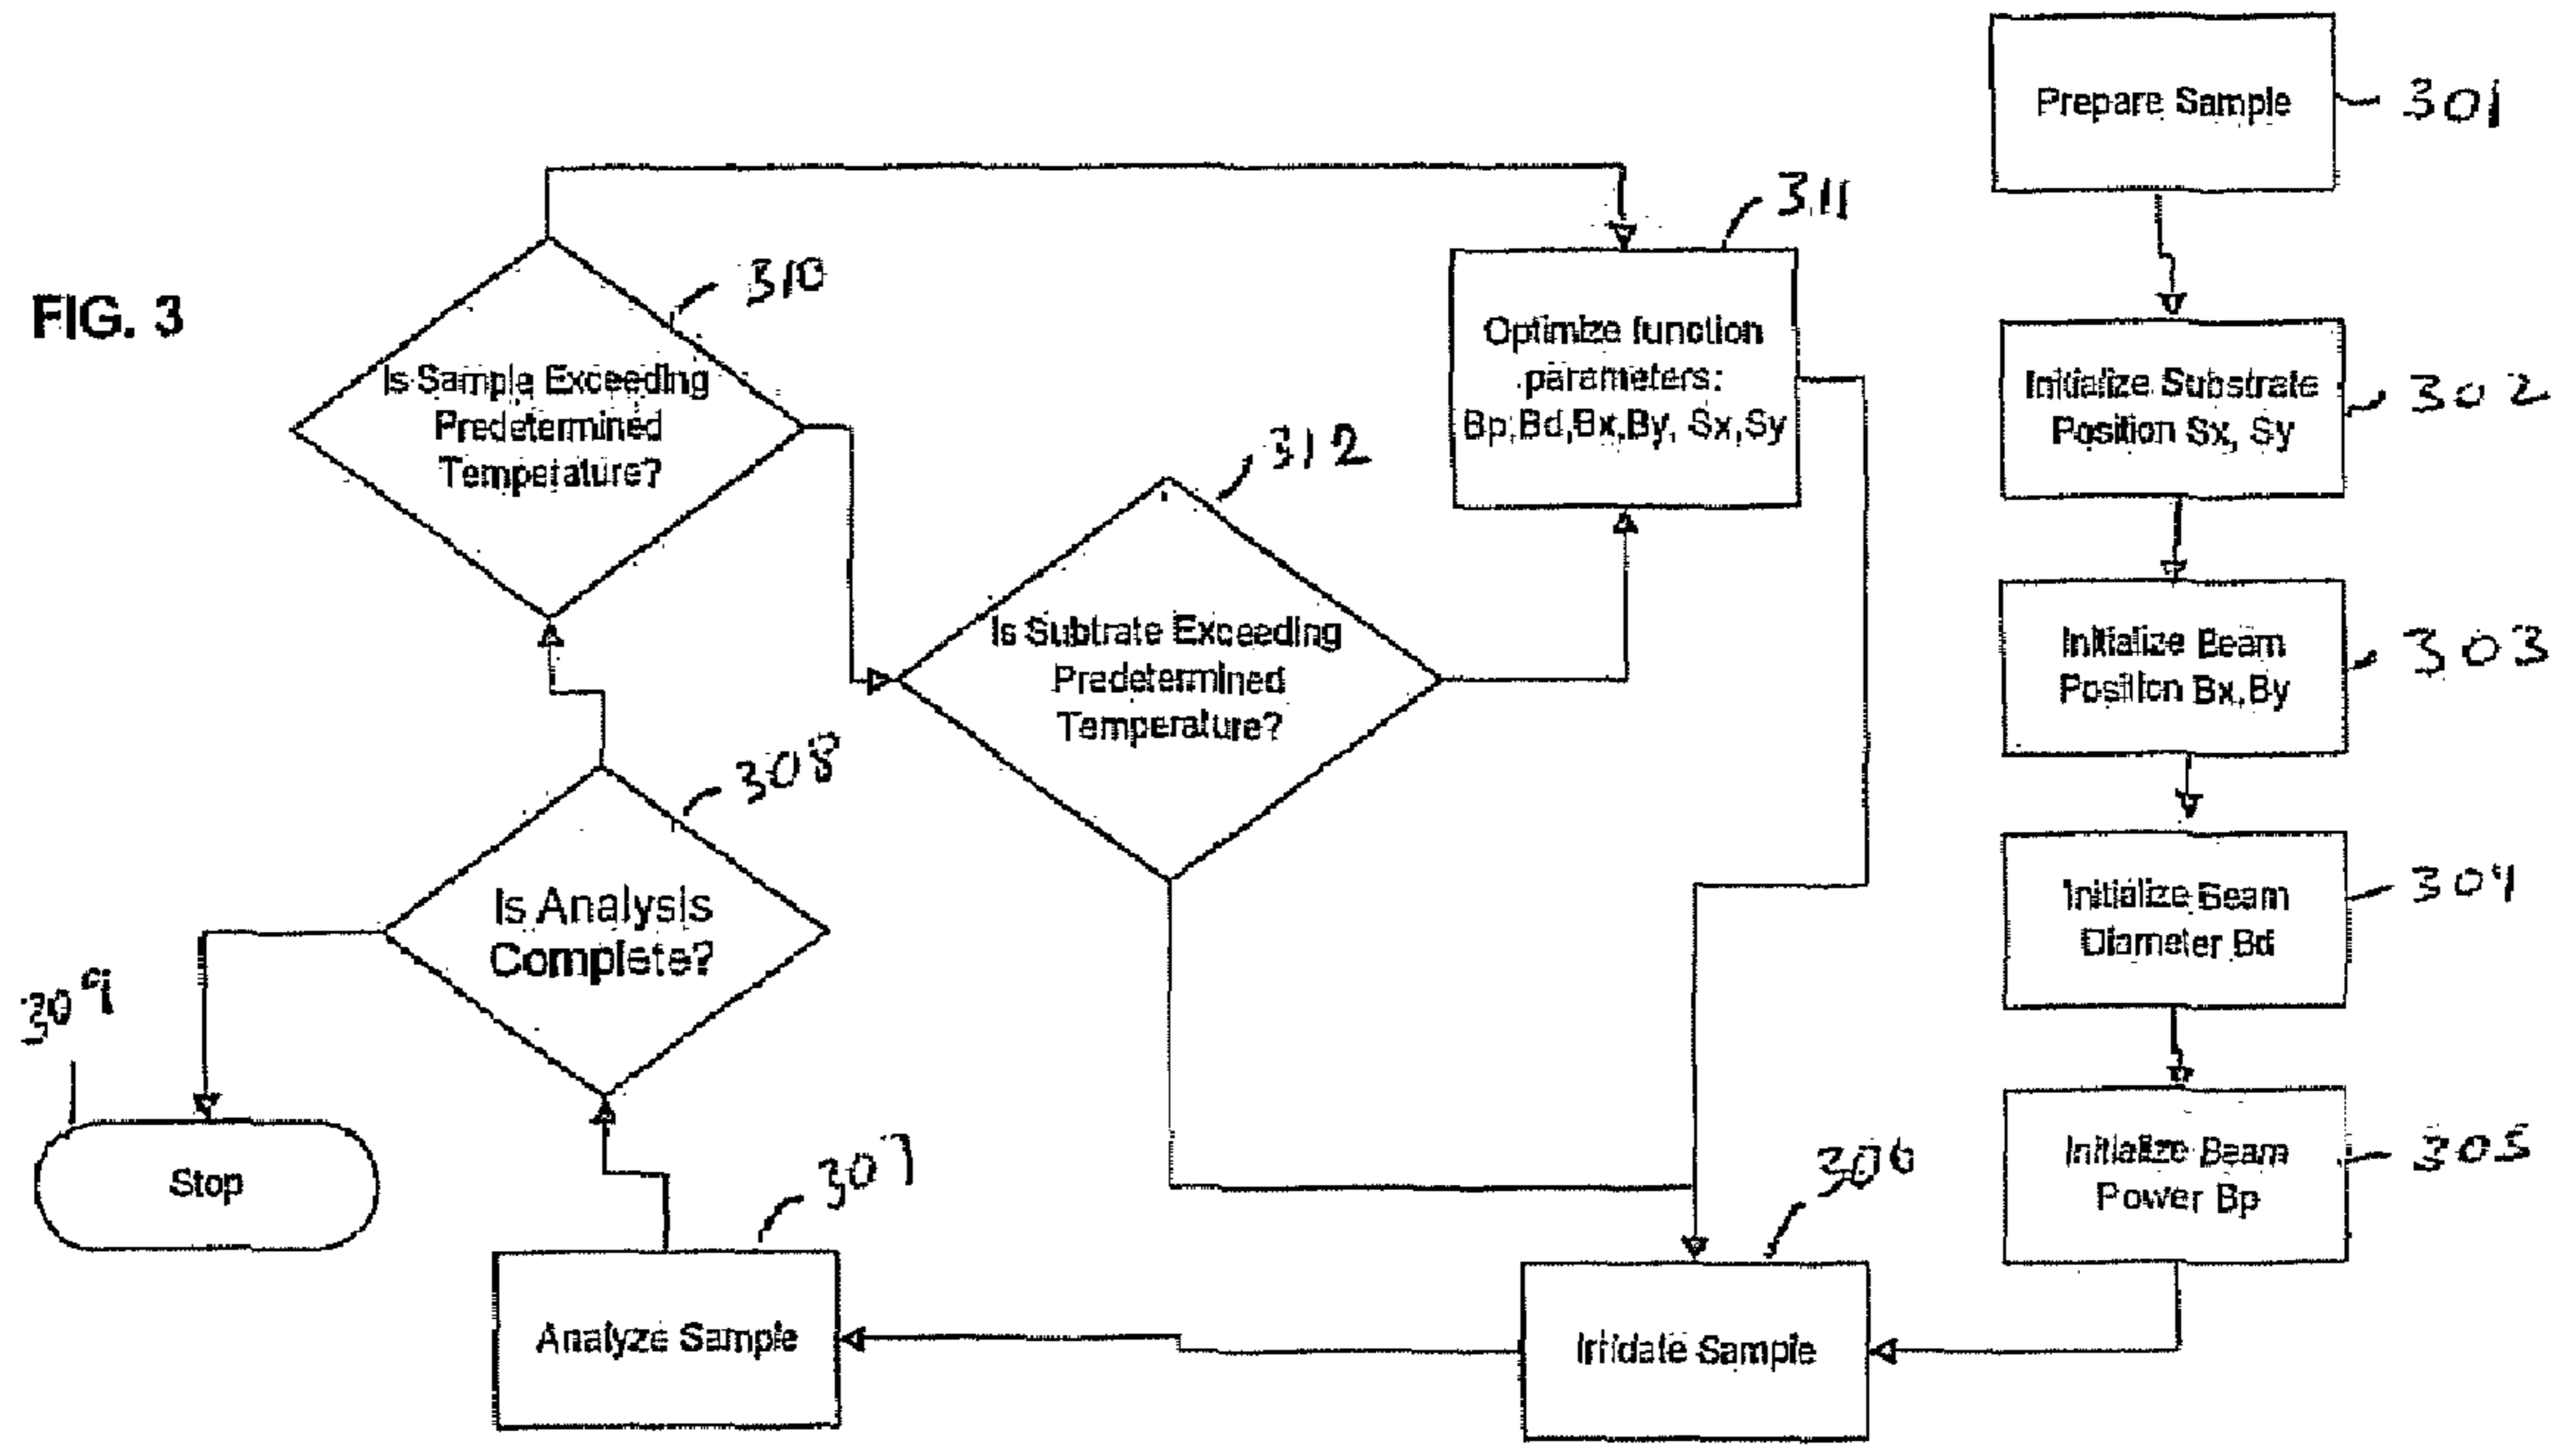 FIG. 3
Prepare Sample
301
Initialize Substrate
Position Sx, Sy
302
Initialize Beam
Position Bx,By
303
Initialize Beam
Diameter Bd
304
Initialize Beam
Power Bp
305
Irridate Sample
306
Analyze Sample
307
Is Analysis
Complete?
308
Stop
309
Is Sample Exceeding
Predetermined
Temperature?
310
Optimize function
parameters:
Bp,Bd,Bx,By, Sx,Sy
311
Is Subtrate Exceeding
Predetermined
Temperature?
312